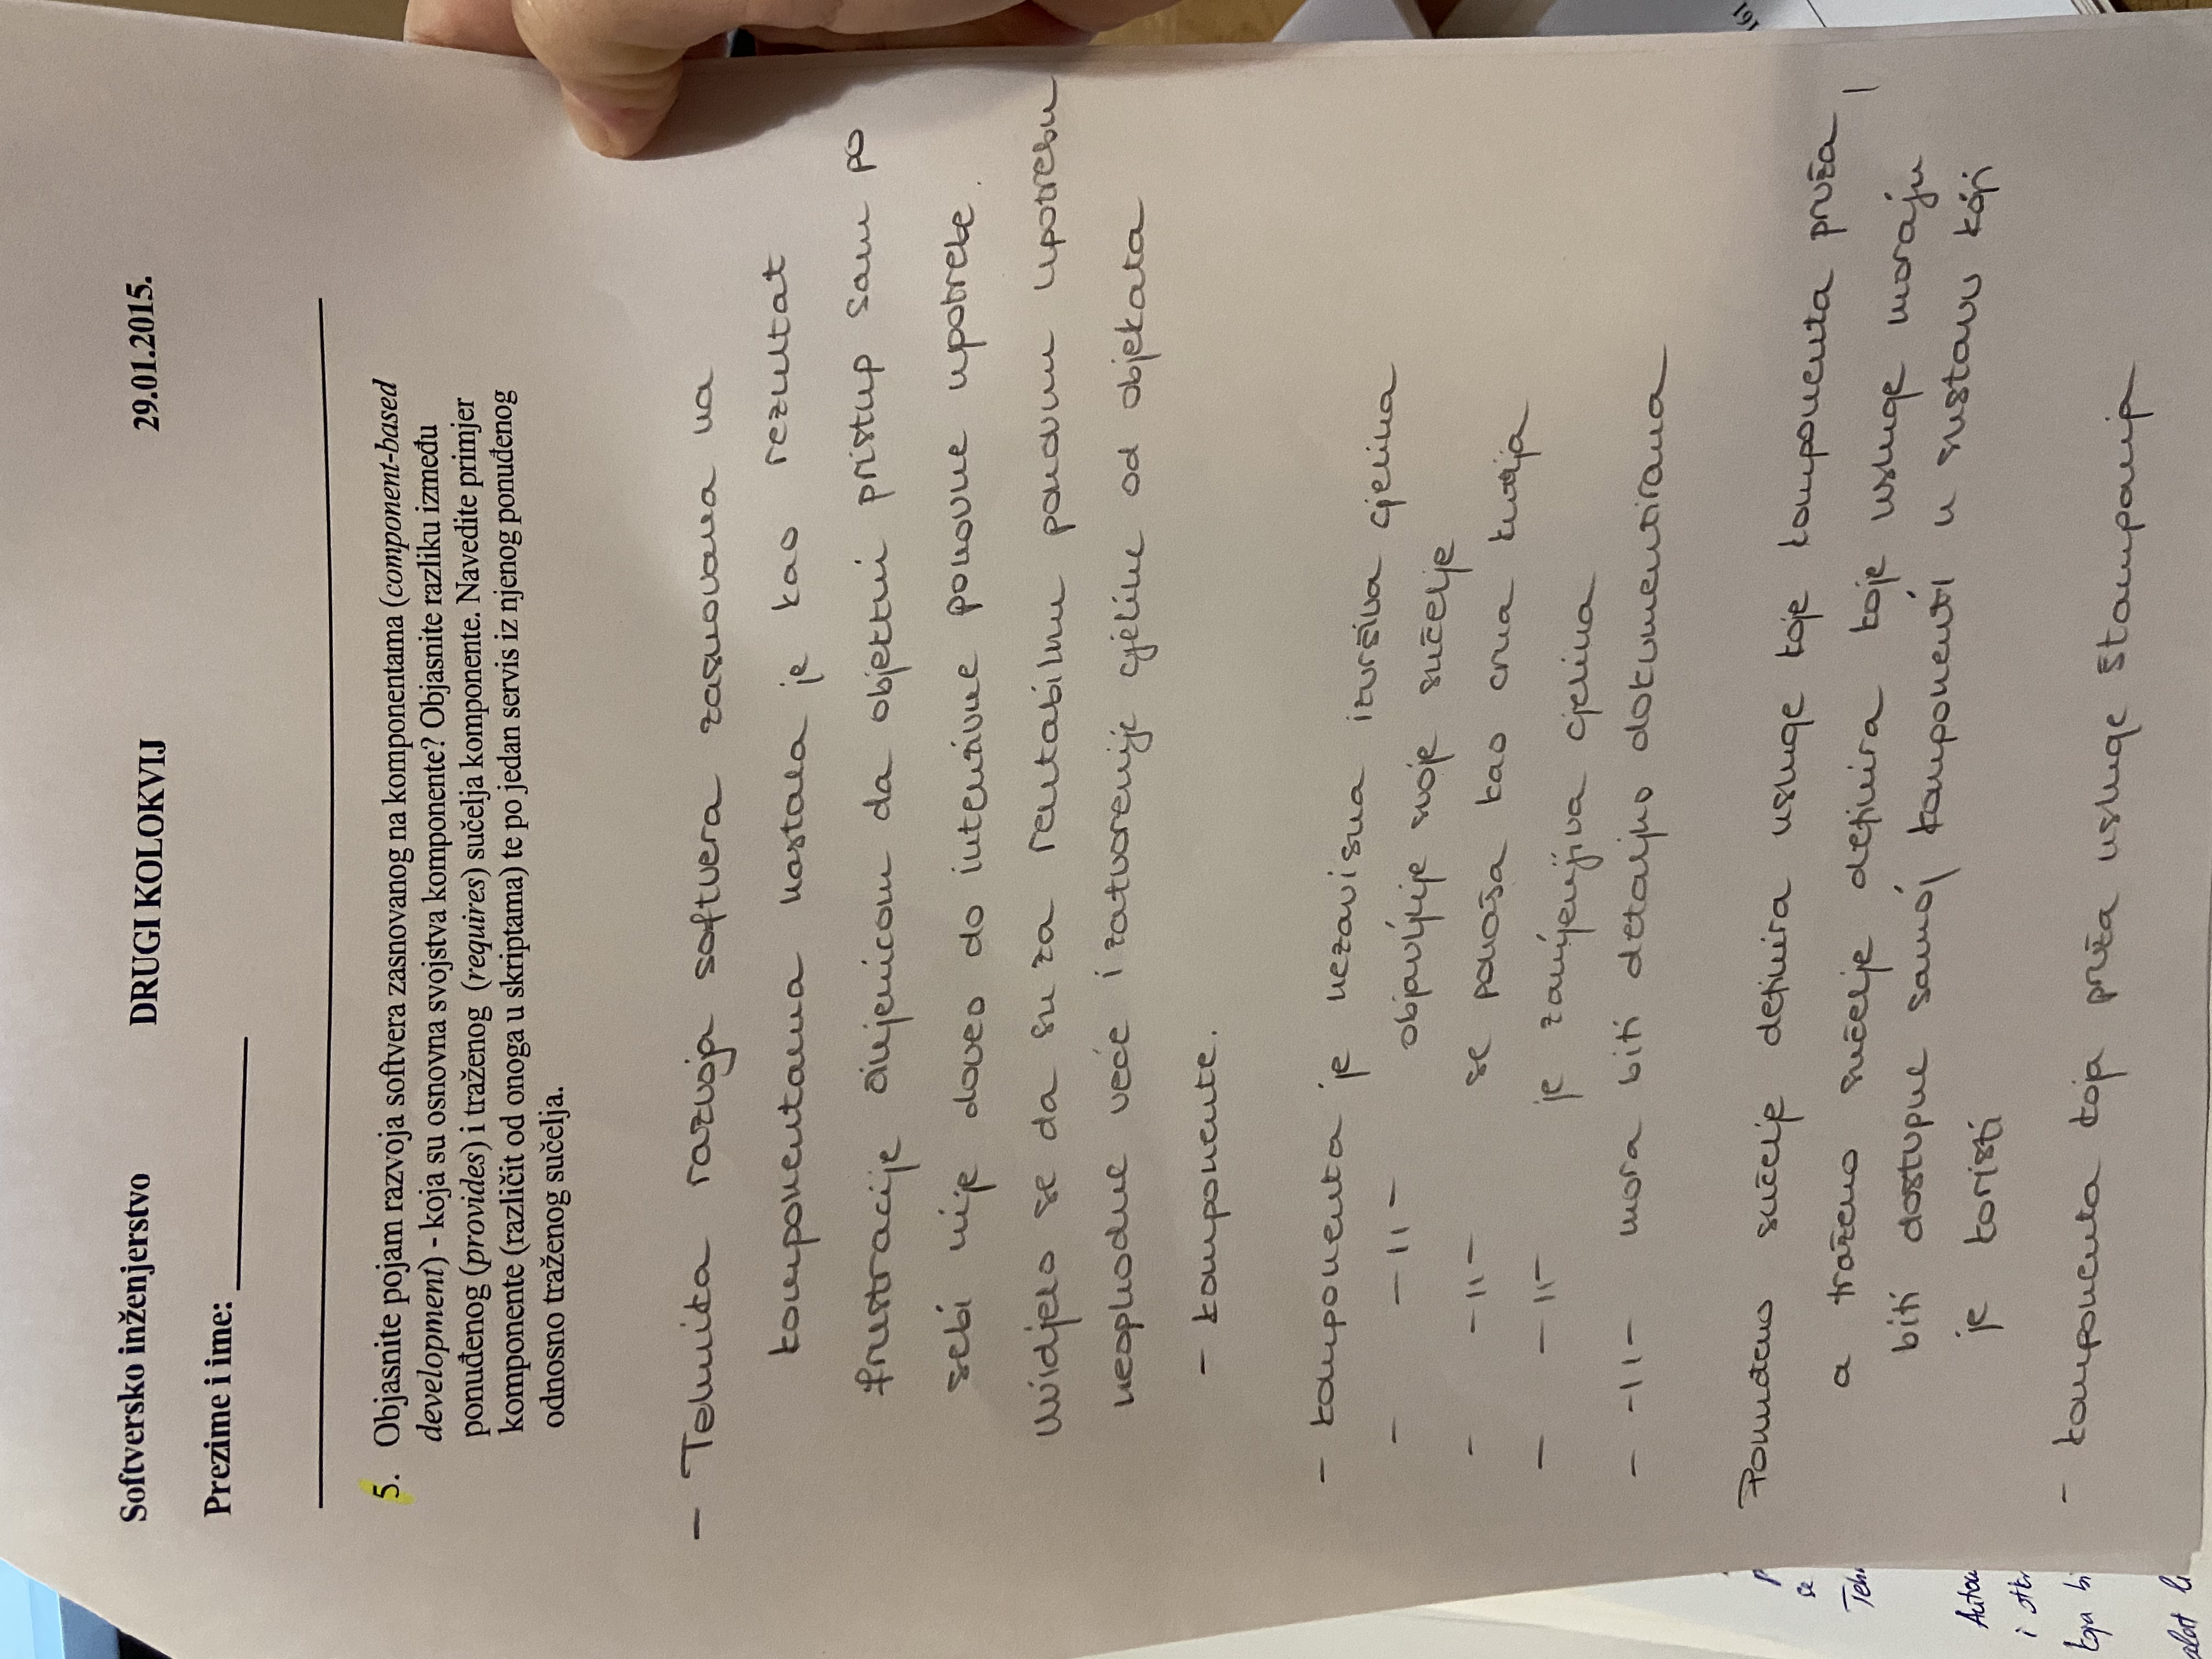 Softversko inženjerstvo DRUGI KOLOKVIJ 29.01.2015.
Prezime i ime:
5. Objasnite pojam razvoja softvera zasnovanog na komponentama (component-based
development) - koja su osnovna svojstva komponente? Objasnite razliku između
ponuđenog (provides) i traženog (requires) sučelja komponente. Navedite primjer
komponente (različit od onoga u skriptama) te po jedan servis iz njenog ponuđenog
odnosno traženog sučelja.
- Tehnika razvoja softvera zasnovana na
komponentama nastala je kao rezultat
frustracije činjenicom da objektni pristup sam po
sebi nije doveo do intenzivne ponovne upotrebe.
Uvidjelo se da su za rentabilnu ponovnu upotrebu
neophodne veće i zatvorenije cjeline od objekata
- komponente.
- komponenta je nezavisna izvršiva cjelina
- -11- objavljuje svoje sučelje
- -11- se ponaša kao crna kutija
- -11- je zamjenjiva cjelina
- -11- mora biti detaljno dokumentirana
Ponuđeno sučelje definira usluge koje komponenta pruža,
a traženo sučelje definira koje usluge moraju
biti dostupne samoj komponenti u sustavu koji
je koristi
- komponenta koja pruža usluge štampanja
161
se
Teh
Autom
i otkr
koja bi
alat li